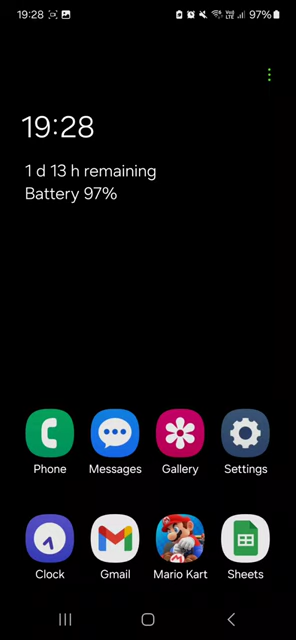 19:28 97%
19:28
1 d 13 h remaining
Battery 97%
Phone Messages Gallery Settings
Clock Gmail Mario Kart Sheets